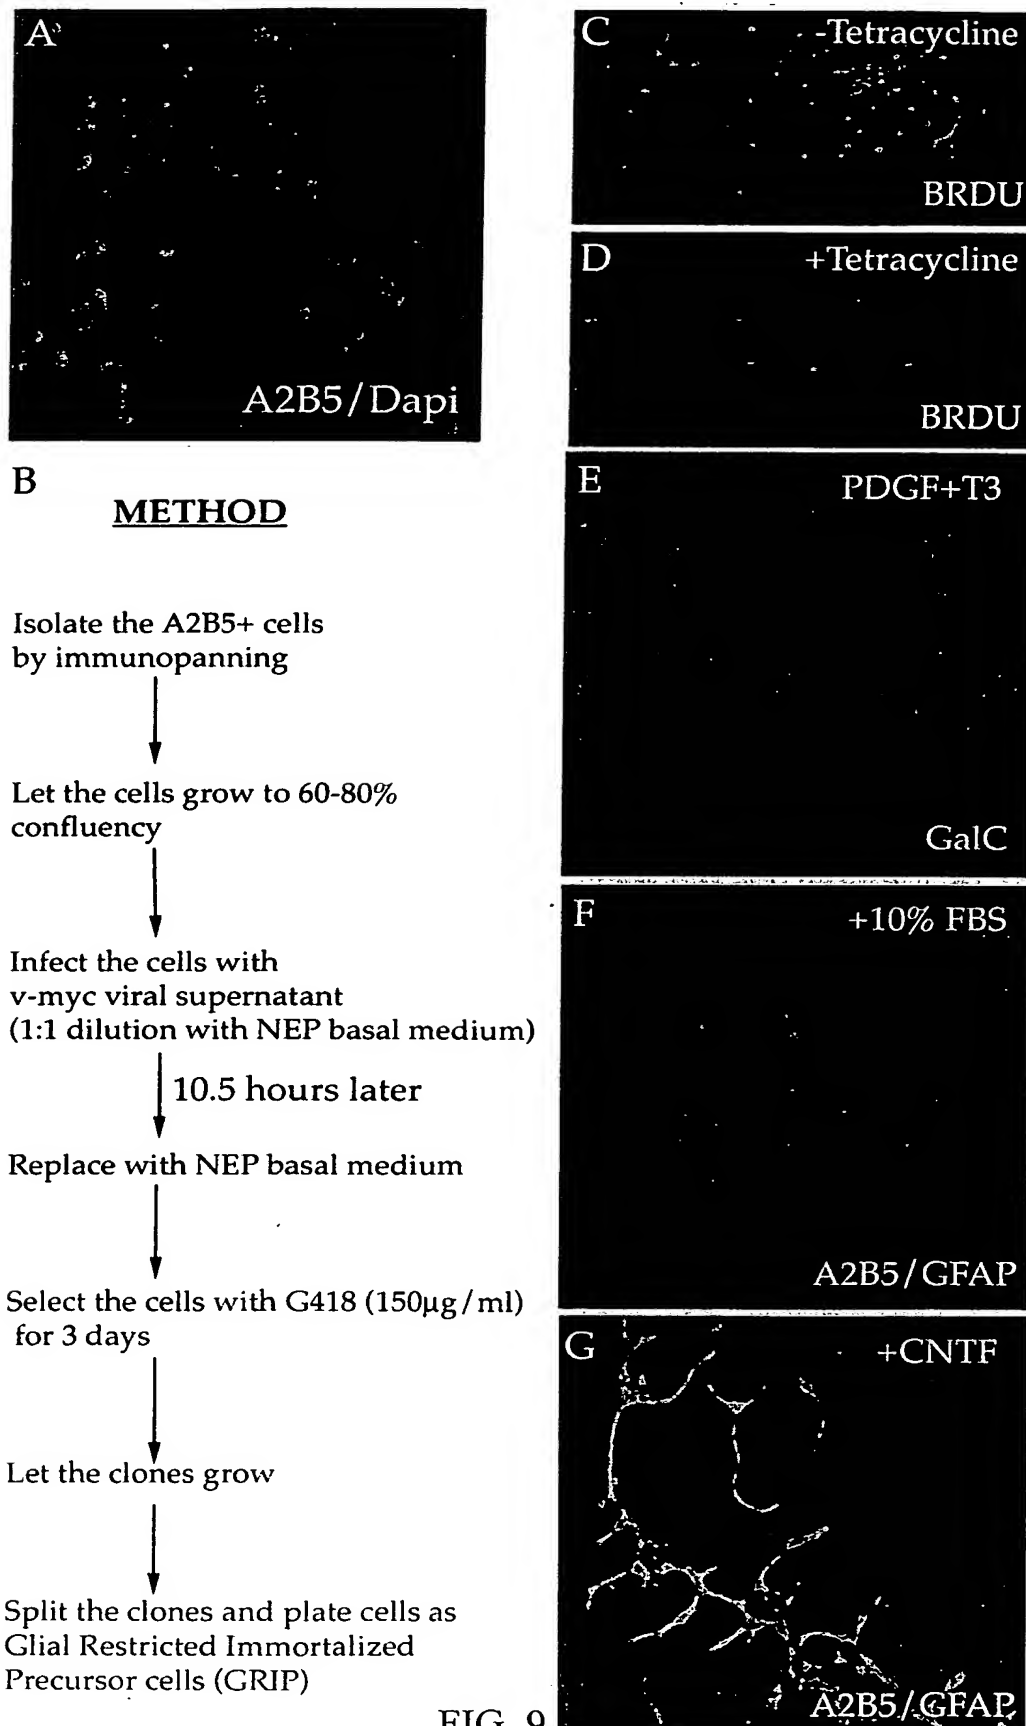 A
A2B5/Dapi
B
METHOD
Isolate the A2B5+ cells
by immunopanning
Let the cells grow to 60-80%
confluency
Infect the cells with
v-myc viral supernatant
(1:1 dilution with NEP basal medium)
10.5 hours later
Replace with NEP basal medium
Select the cells with G418 (150µg/ml)
for 3 days
Let the clones grow
Split the clones and plate cells as
Glial Restricted Immortalized
Precursor cells (GRIP)
C
-Tetracycline
BRDU
D
+Tetracycline
BRDU
E
PDGF+T3
GalC
F
+10% FBS
A2B5/GFAP
G
+CNTF
A2B5/GFAP
FIG. 9